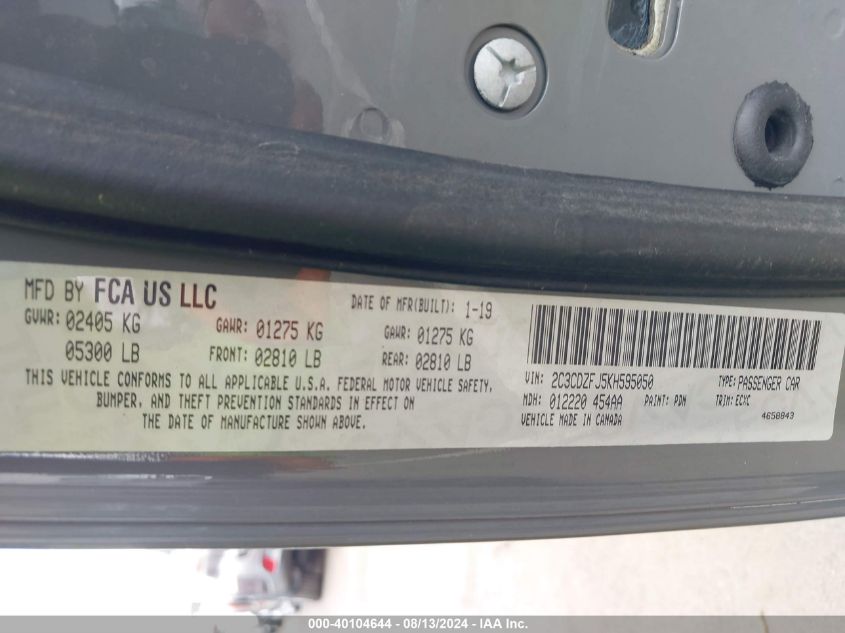 MFD BY FCA US LLC DATE OF MFR(BUILT): 1-19
GVWR: 02405 KG GAWR: 01275 KG GAWR: 01275 KG
05300 LB FRONT: 02810 LB REAR: 02810 LB
THIS VEHICLE CONFORMS TO ALL APPLICABLE U.S.A. FEDERAL MOTOR VEHICLE SAFETY,
BUMPER, AND THEFT PREVENTION STANDARDS IN EFFECT ON
THE DATE OF MANUFACTURE SHOWN ABOVE.
VIN: 2C3CDZFJ5KH595050 TYPE: PASSENGER CAR
MDH: 012220 454AA PAINT: PDN TRIM: ECXC
VEHICLE MADE IN CANADA 4658843
000-40104644 - 08/13/2024 - IAA Inc.